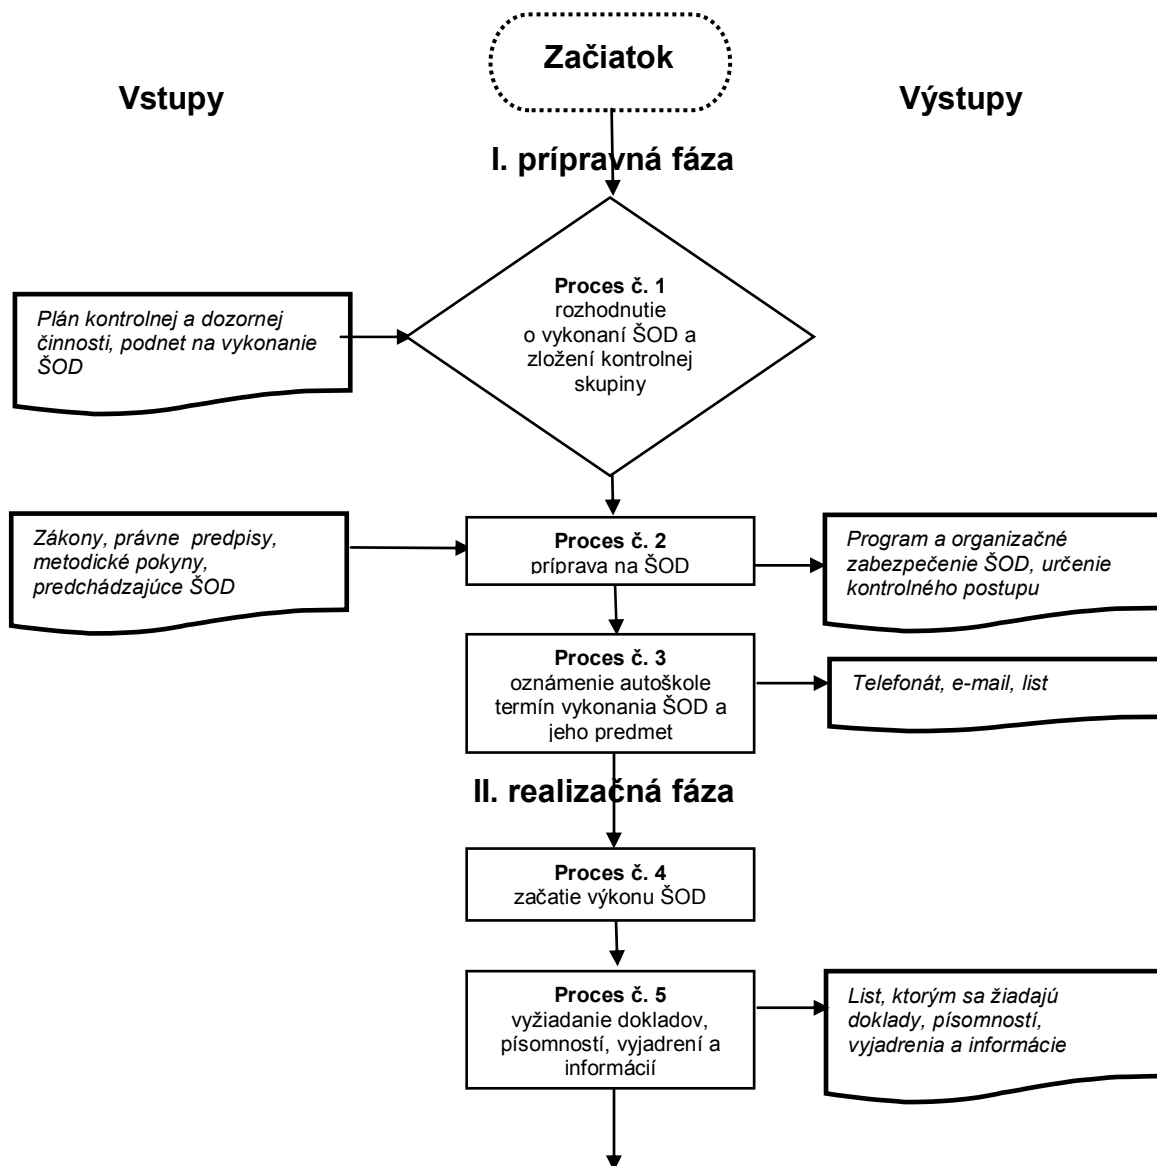 Začiatok
Vstupy
Výstupy
I. prípravná fáza
Proces č. 1
rozhodnutie
o vykonaní ŠOD a
zložení kontrolnej
skupiny
Plán kontrolnej a dozornej
činnosti, podnet na vykonanie
ŠOD
Zákony, právne predpisy,
metodické pokyny,
predchádzajúce ŠOD
Proces č. 2
príprava na ŠOD
Program a organizačné
zabezpečenie ŠOD, určenie
kontrolného postupu
Proces č. 3
oznámenie autoškole
termín vykonania ŠOD a
jeho predmet
Telefonát, e-mail, list
II. realizačná fáza
Proces č. 4
začatie výkonu ŠOD
Proces č. 5
vyžiadanie dokladov,
písomností, vyjadrení a
informácií
List, ktorým sa žiadajú
doklady, písomností,
vyjadrenia a informácie